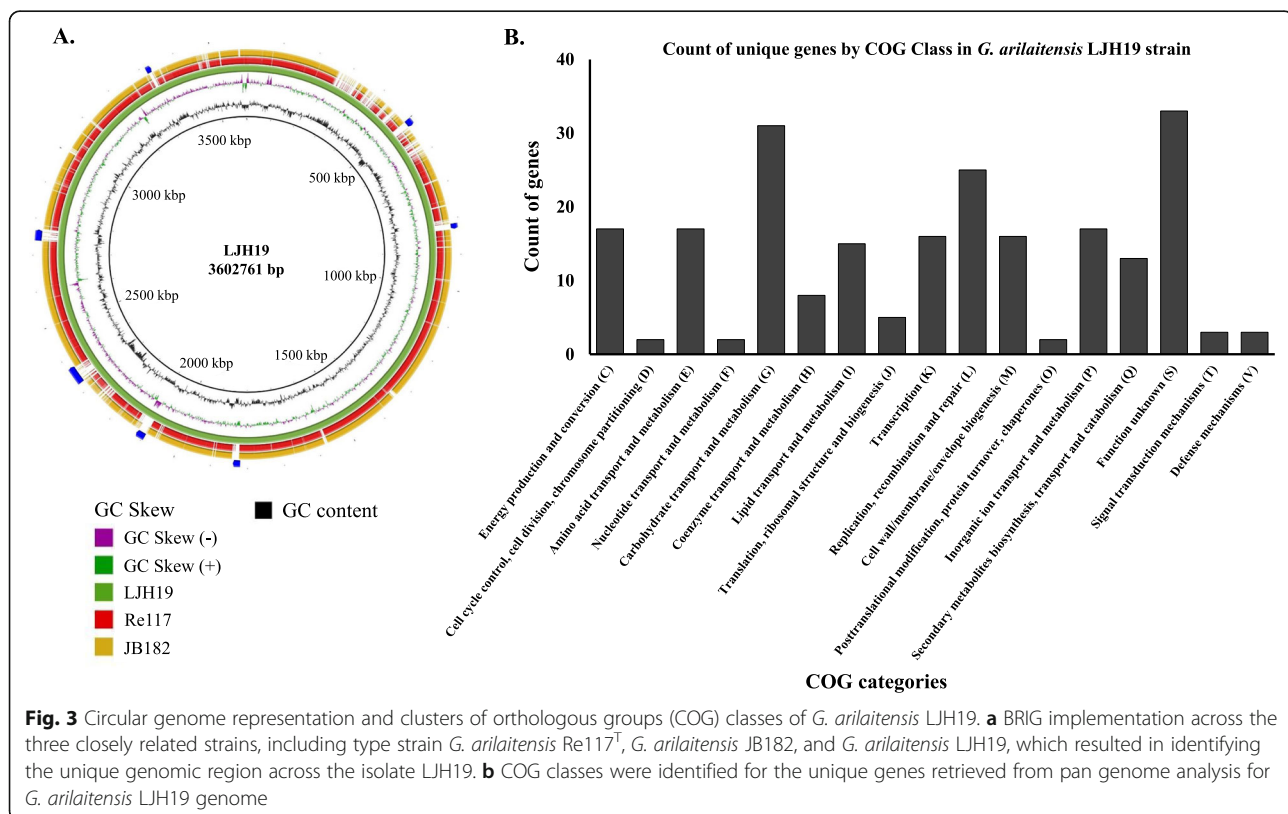 A.
3500 kbp
500 kbp
3000 kbp
LJH19
3602761 bp
1000 kbp
2500 kbp
2000 kbp
1500 kbp
GC Skew
GC content
GC Skew (-)
GC Skew (+)
LJH19
Re117
JB182
B.
Count of unique genes by COG Class in G. arilaitensis LJH19 strain
Count of genes
40
30
20
10
0
Energy production and conversion (C)
Cell cycle control, cell division, chromosome partitioning (D)
Amino acid transport and metabolism (E)
Nucleotide transport and metabolism (F)
Carbohydrate transport and metabolism (G)
Coenzyme transport and metabolism (H)
Lipid transport and metabolism (I)
Translation, ribosomal structure and biogenesis (J)
Transcription (K)
Replication, recombination and repair (L)
Cell wall/membrane/envelope biogenesis (M)
Posttranslational modification, protein turnover, chaperones (O)
Inorganic ion transport and metabolism (P)
Secondary metabolites biosynthesis, transport and catabolism (Q)
Function unknown (S)
Signal transduction mechanisms (T)
Defense mechanisms (V)
COG categories
Fig. 3 Circular genome representation and clusters of orthologous groups (COG) classes of G. arilaitensis LJH19. a BRIG implementation across the
three closely related strains, including type strain G. arilaitensis Re117ᵀ, G. arilaitensis JB182, and G. arilaitensis LJH19, which resulted in identifying
the unique genomic region across the isolate LJH19. b COG classes were identified for the unique genes retrieved from pan genome analysis for
G. arilaitensis LJH19 genome